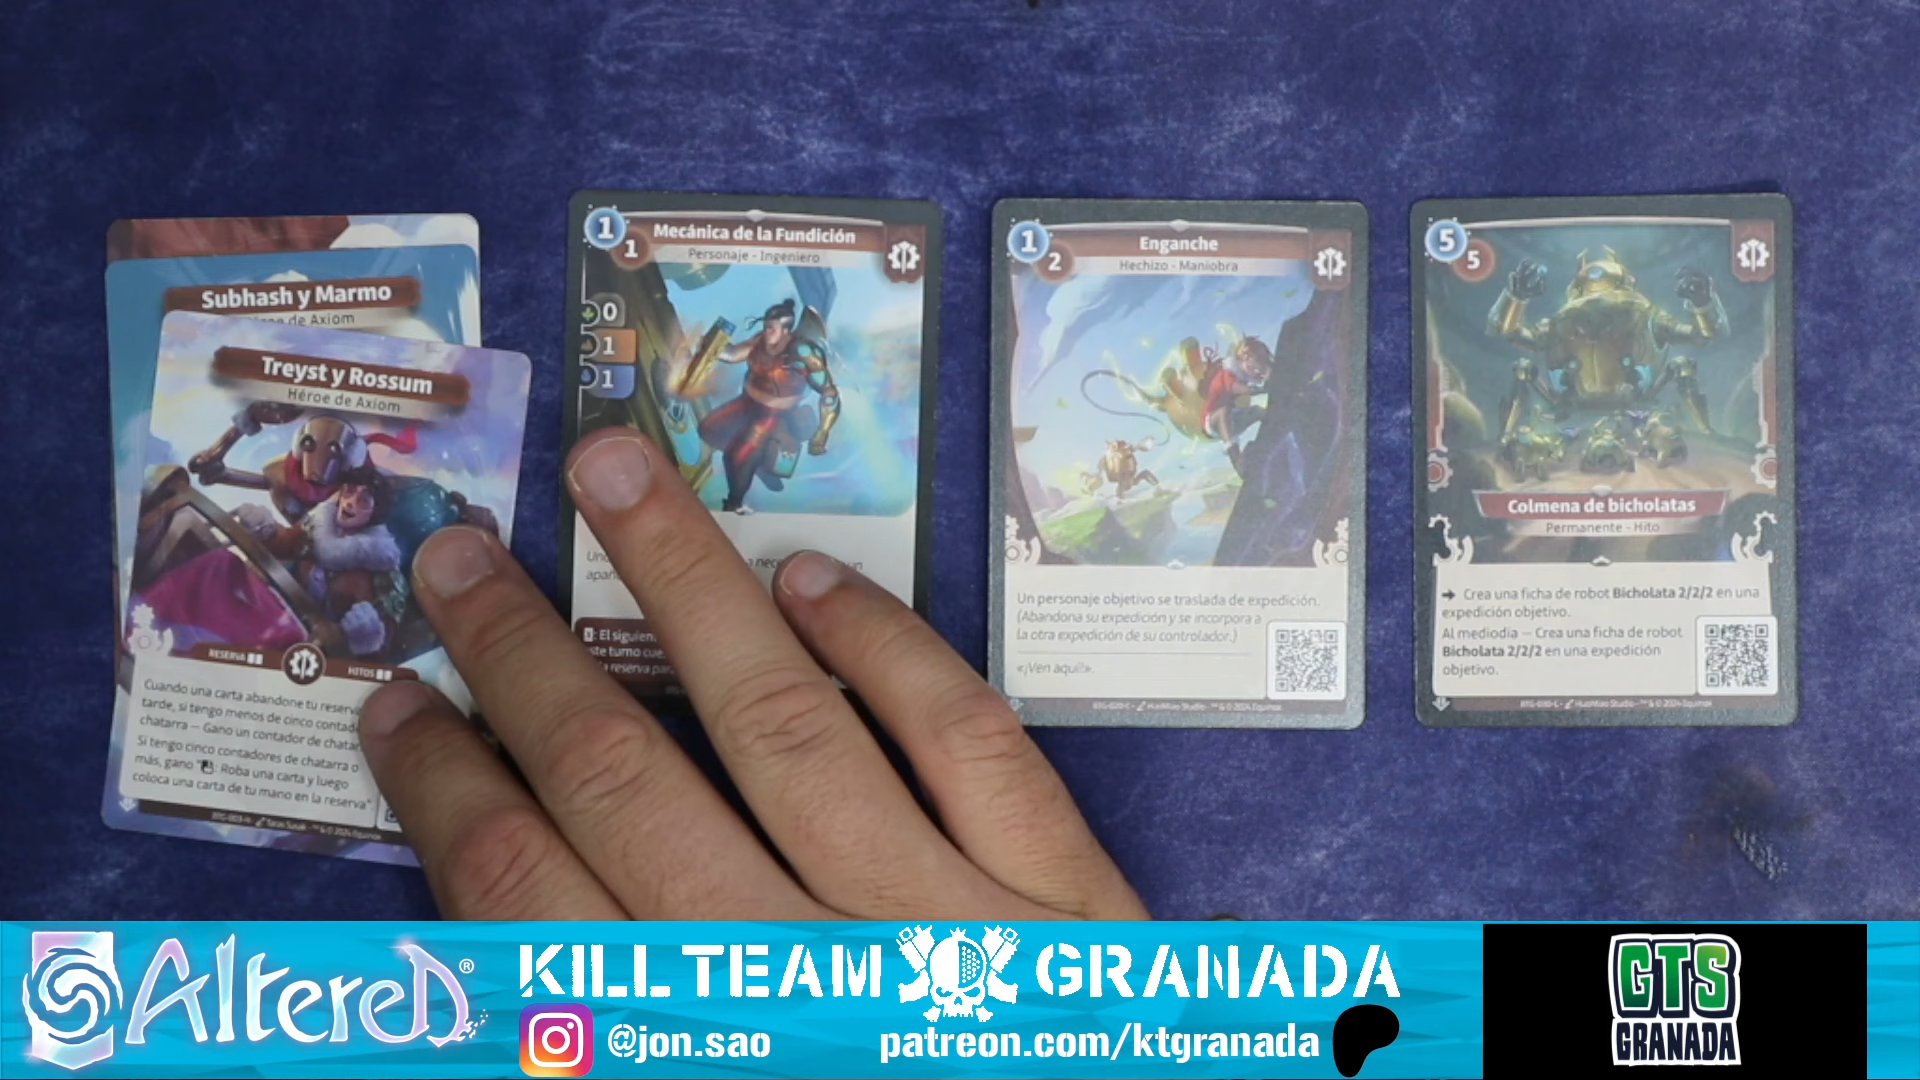 Subhash y Marmo
de Axiom
Treyst y Rossum
Héroe de Axiom
RESERVA
HITOS
Cuando una carta abandone tu reserva
tarde, si tengo menos de cinco
chatarra — Gano un contador de
Si tengo cinco contadores de chatarra o
más, gano " : Roba una carta y luego
coloca una carta de tu mano en la reserva".
1
1
Mecánica de la Fundición
Personaje - Ingeniero
0
1
1
: El
este turno
la reserva
1
2
Enganche
Hechizo - Maniobra
Un personaje objetivo se traslada de expedición.
(Abandona su expedición y se incorpora a
la otra expedición de su controlador.)
«¡Ven aquí!».
5
5
Colmena de bicholatas
Permanente - Hito
➔ Crea una ficha de robot Bicholata 2/2/2 en una
expedición objetivo.
Al mediodía — Crea una ficha de robot
Bicholata 2/2/2 en una expedición
objetivo.
Altered®
KILL TEAM GRANADA
@jon.sao
patreon.com/ktgranada
GTS
GRANADA